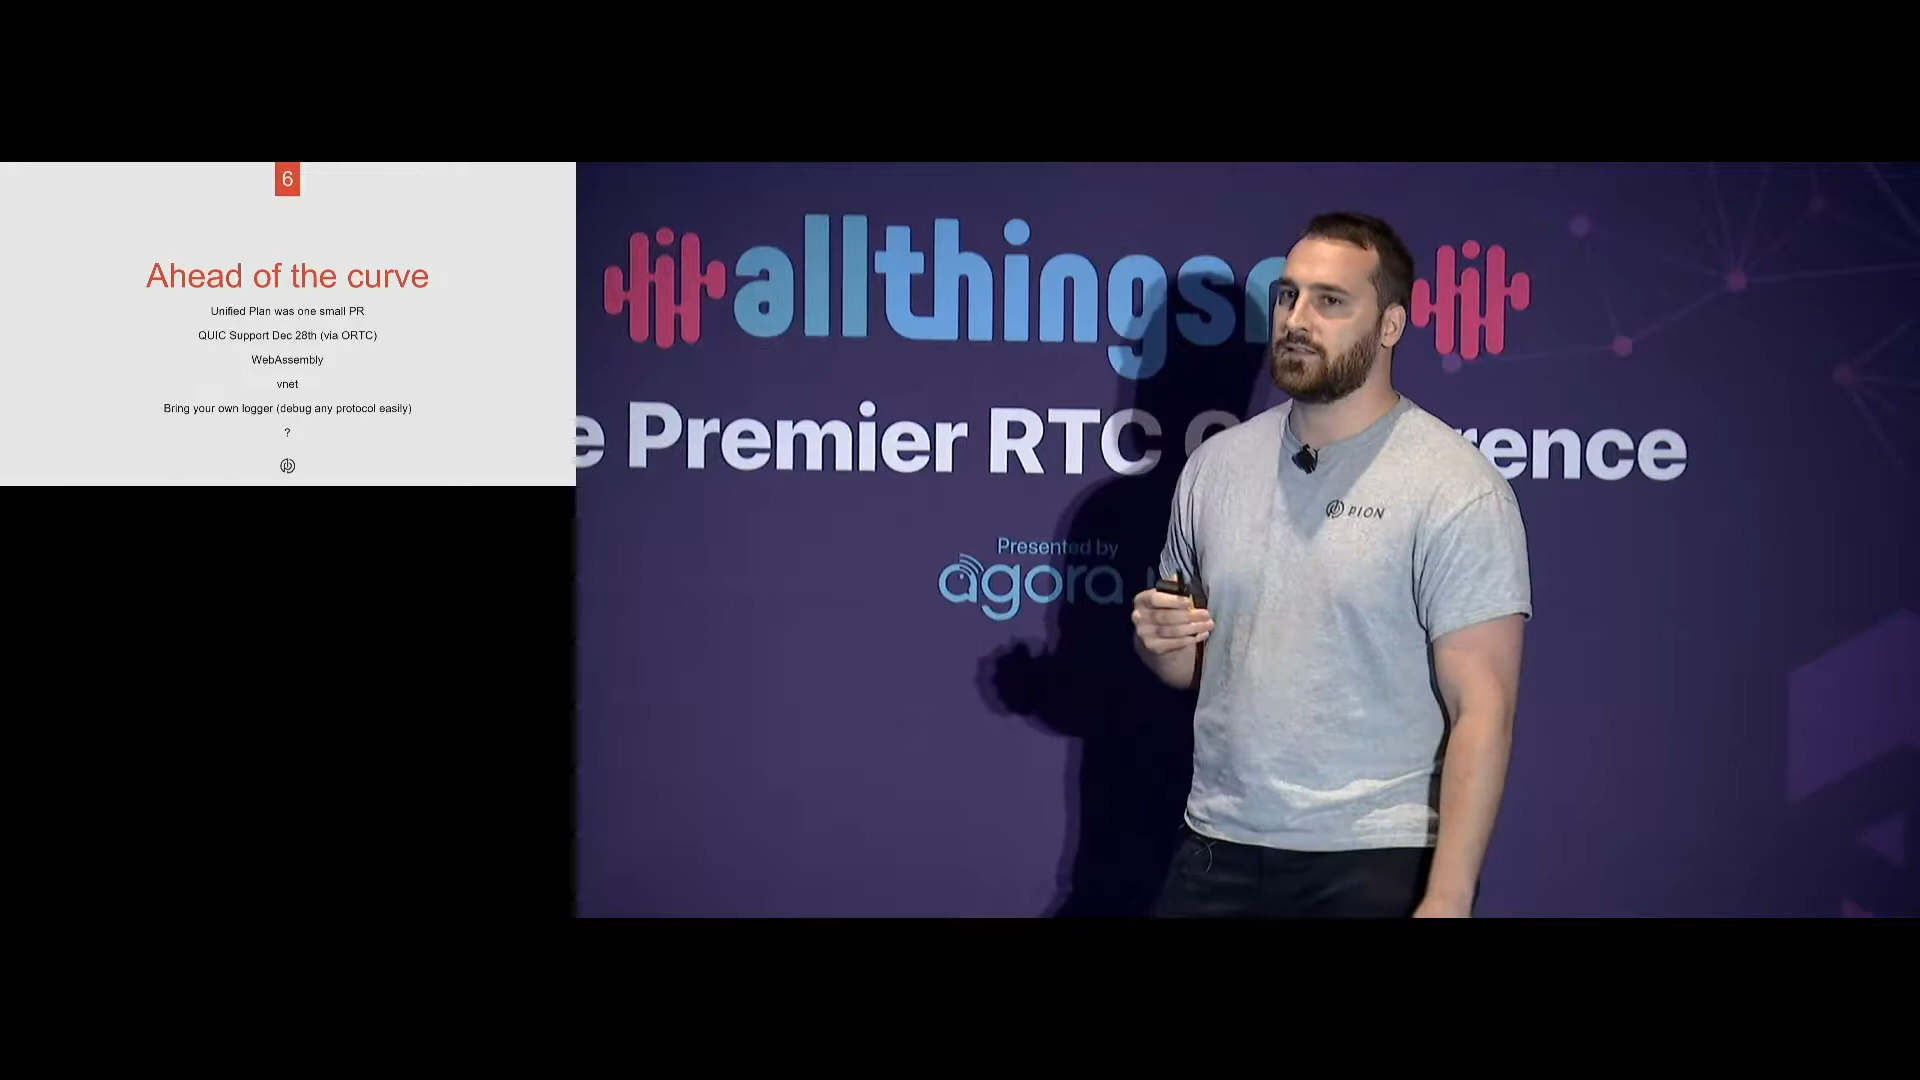 6
Ahead of the curve
Unified Plan was one small PR
QUIC Support Dec 28th (via ORTC)
WebAssembly
vnet
Bring your own logger (debug any protocol easily)
?
allthings
e Premier RTC C rence
Presented by
agora
PION